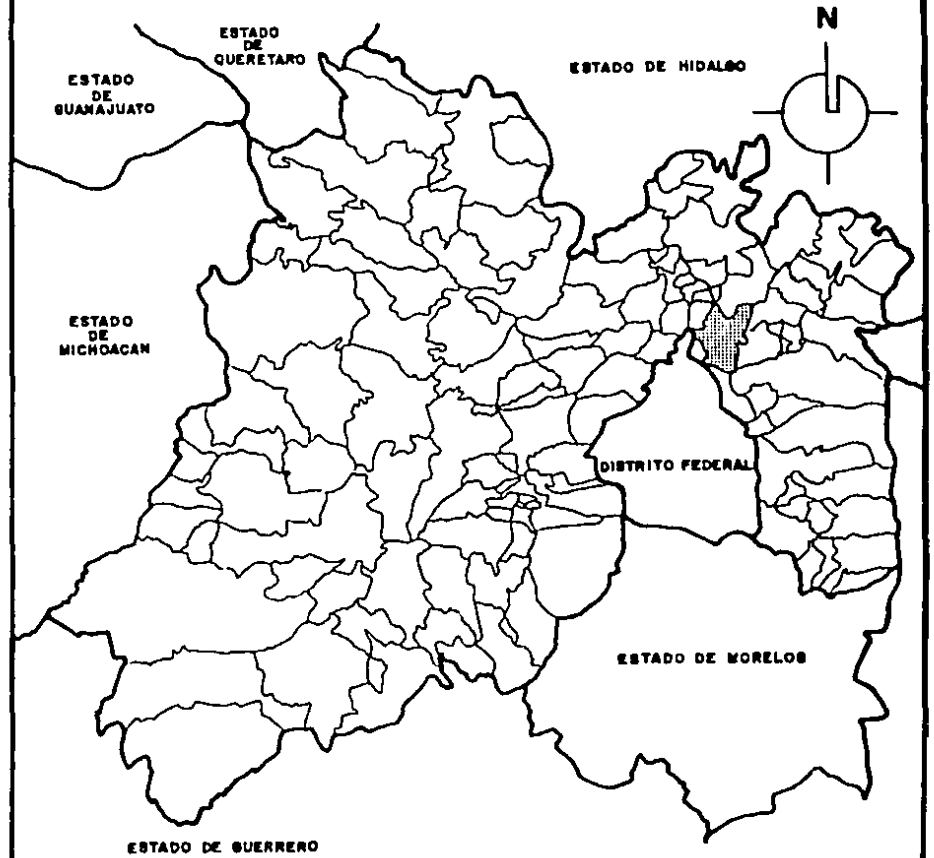 N
ESTADO
DE
QUERETARO
ESTADO DE HIDALGO
ESTADO
DE
GUANAJUATO
ESTADO
DE
MICHOACAN
DISTRITO FEDERAL
ESTADO DE MORELOS
ESTADO DE GUERRERO